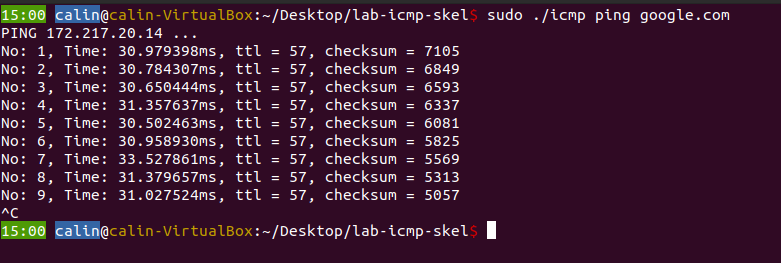 15:00 calin@calin-VirtualBox:~/Desktop/lab-icmp-skel$ sudo ./icmp ping google.com
PING 172.217.20.14 ...
No: 1, Time: 30.979398ms, ttl = 57, checksum = 7105
No: 2, Time: 30.784307ms, ttl = 57, checksum = 6849
No: 3, Time: 30.650444ms, ttl = 57, checksum = 6593
No: 4, Time: 31.357637ms, ttl = 57, checksum = 6337
No: 5, Time: 30.502463ms, ttl = 57, checksum = 6081
No: 6, Time: 30.958930ms, ttl = 57, checksum = 5825
No: 7, Time: 33.527861ms, ttl = 57, checksum = 5569
No: 8, Time: 31.379657ms, ttl = 57, checksum = 5313
No: 9, Time: 31.027524ms, ttl = 57, checksum = 5057
^C
15:00 calin@calin-VirtualBox:~/Desktop/lab-icmp-skel$